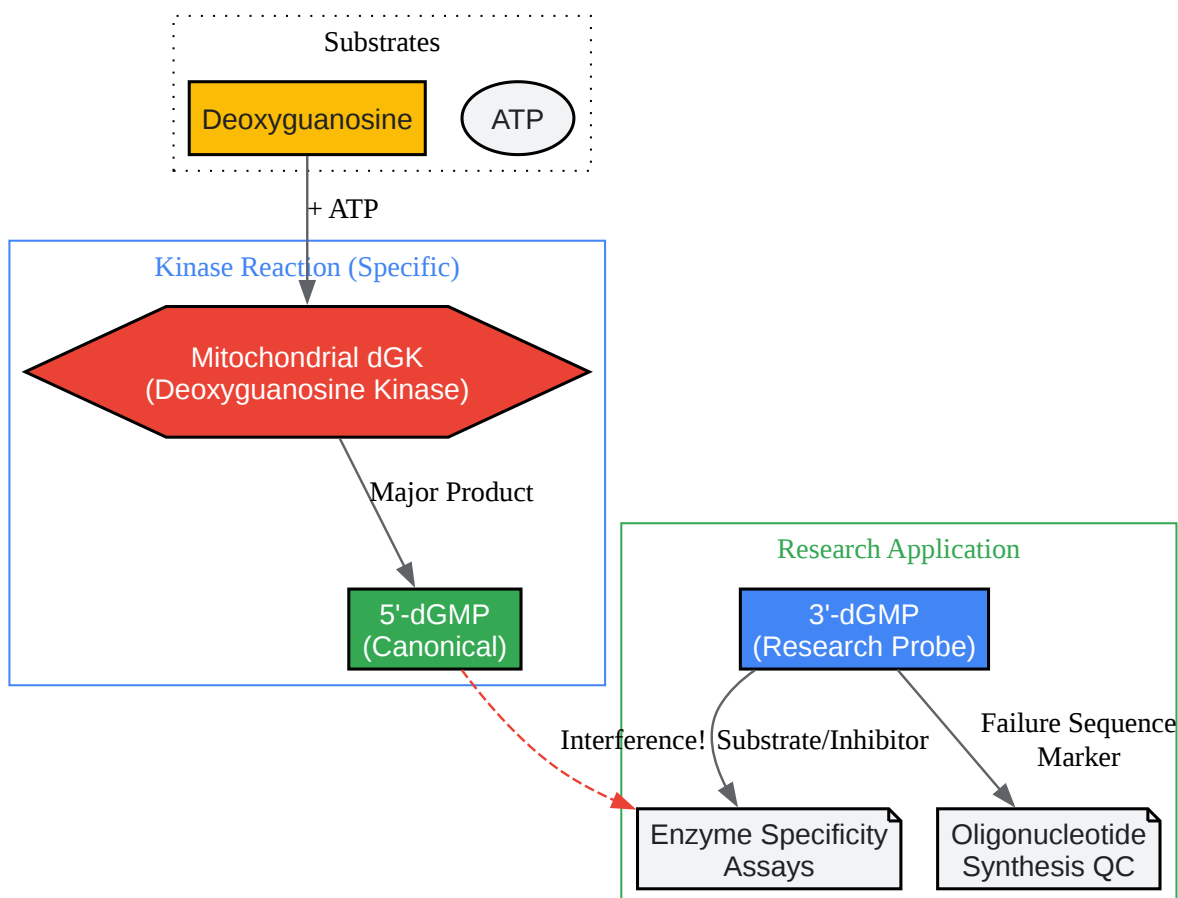 Substrates
Deoxyguanosine
ATP
+ ATP
Kinase Reaction (Specific)
Mitochondrial dGK
(Deoxyguanosine Kinase)
Major Product
5'-dGMP
(Canonical)
Research Application
3'-dGMP
(Research Probe)
Interference!
Substrate/Inhibitor
Failure Sequence
Marker
Enzyme Specificity
Assays
Oligonucleotide
Synthesis QC